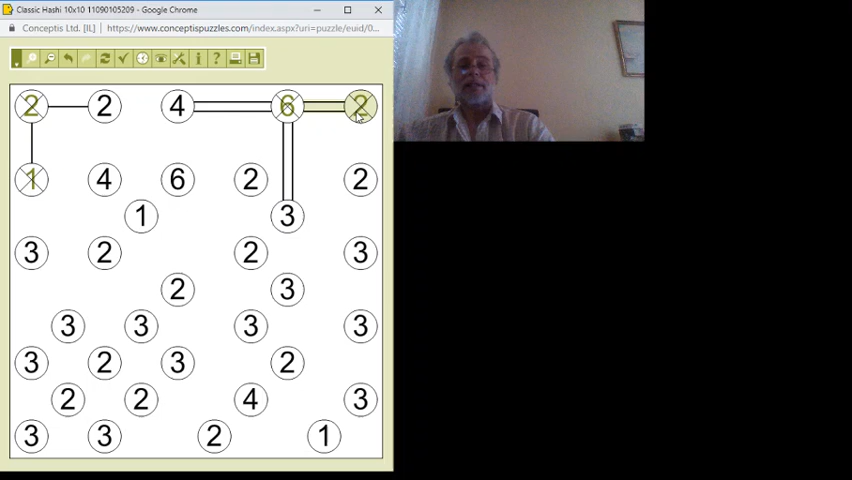 Classic Hashi 10x10 11090105209 - Google Chrome
Conceptis Ltd. [IL] | https://www.conceptispuzzles.com/index.aspx?uri=puzzle/euid/0...
2 2 4 6 2
1 4 6 2 2
1 3
3 2 2 3
2 3
3 3 3 3
3 2 3 2
2 2 4 3
3 3 2 1